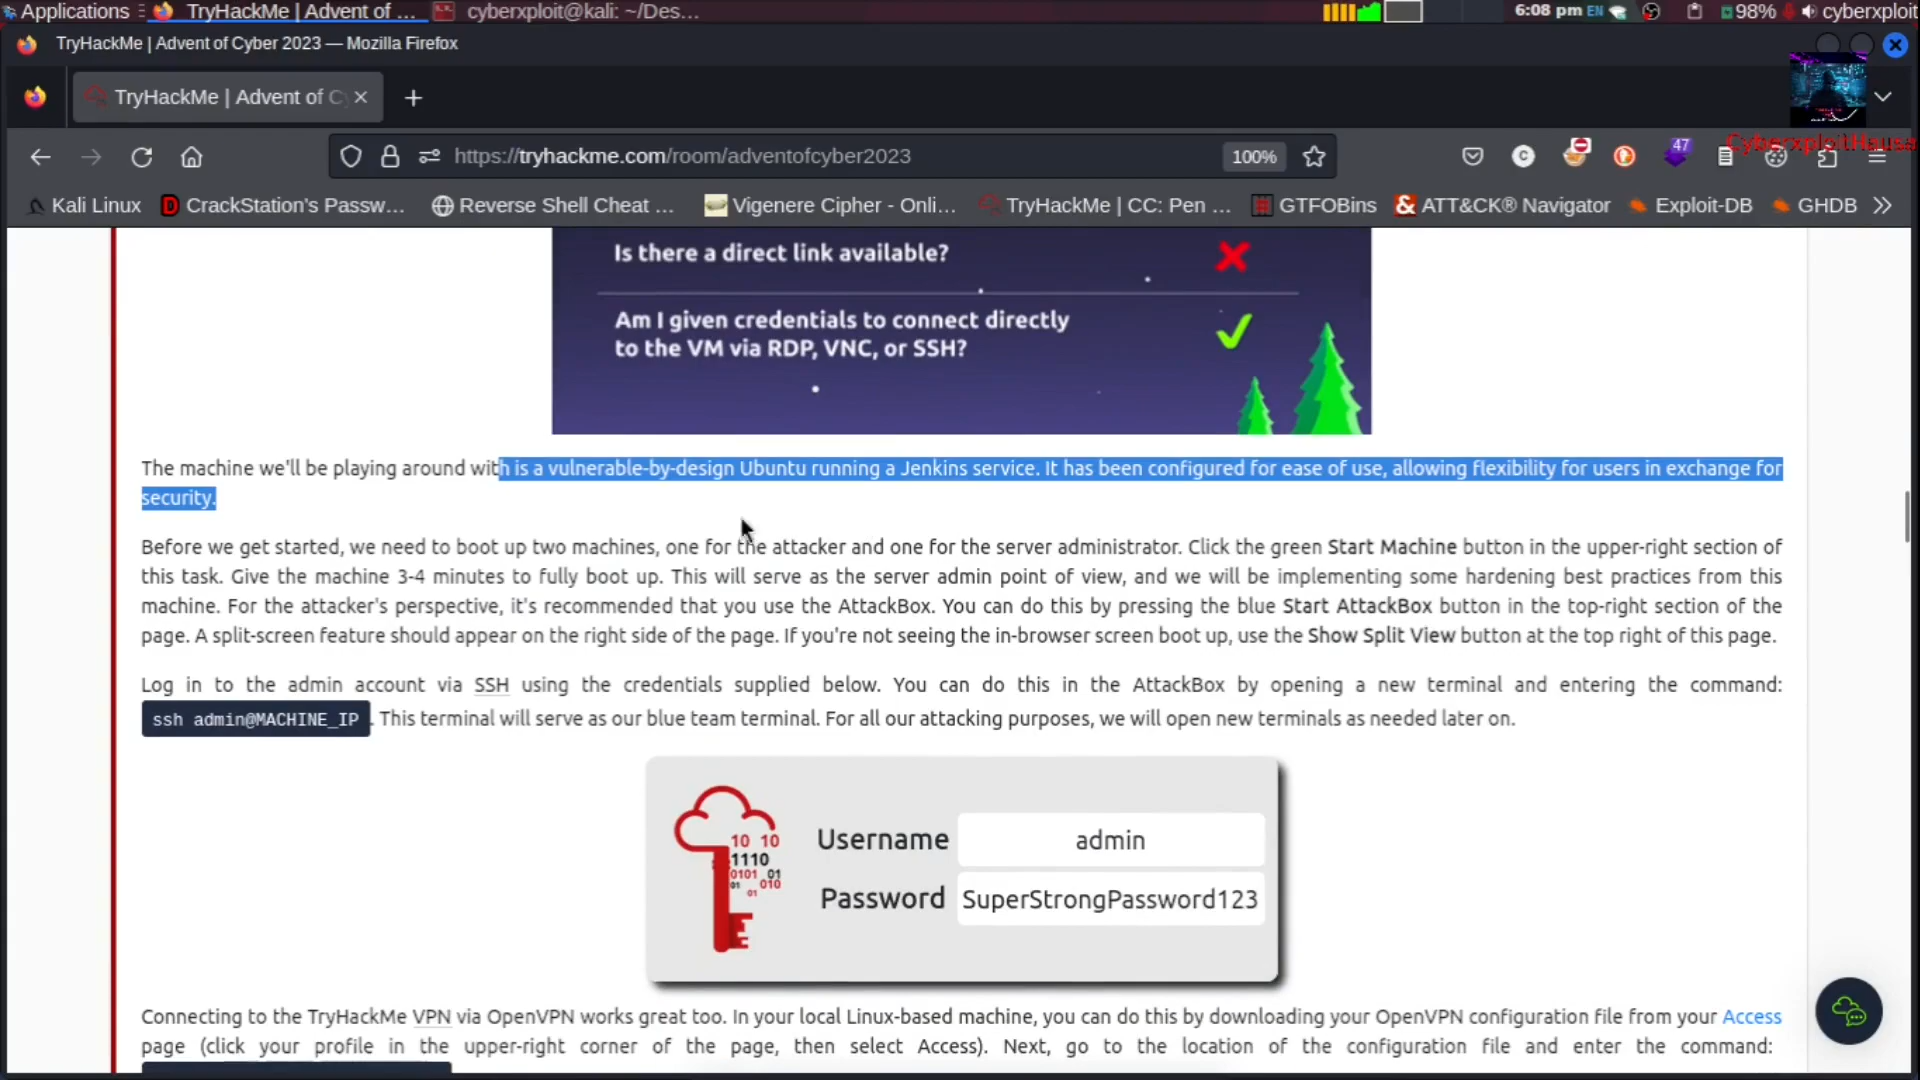 Applications
TryHackMe | Advent of ...
cyberxploit@kali: ~/Des...
6:08 pm EN
98%
cyberxploit
TryHackMe | Advent of Cyber 2023 — Mozilla Firefox
TryHackMe | Advent of C
https://tryhackme.com/room/adventofcyber2023
100%
47
CyberxploitHausa
Kali Linux
CrackStation's Passw...
Reverse Shell Cheat ...
Vigenere Cipher - Onli...
TryHackMe | CC: Pen ...
GTFOBins
ATT&CK® Navigator
Exploit-DB
GHDB
Is there a direct link available?
Am I given credentials to connect directly
to the VM via RDP, VNC, or SSH?
The machine we'll be playing around with is a vulnerable-by-design Ubuntu running a Jenkins service. It has been configured for ease of use, allowing flexibility for users in exchange for
security.
Before we get started, we need to boot up two machines, one for the attacker and one for the server administrator. Click the green Start Machine button in the upper-right section of
this task. Give the machine 3-4 minutes to fully boot up. This will serve as the server admin point of view, and we will be implementing some hardening best practices from this
machine. For the attacker's perspective, it's recommended that you use the AttackBox. You can do this by pressing the blue Start AttackBox button in the top-right section of the
page. A split-screen feature should appear on the right side of the page. If you're not seeing the in-browser screen boot up, use the Show Split View button at the top right of this page.
Log in to the admin account via SSH using the credentials supplied below. You can do this in the AttackBox by opening a new terminal and entering the command:
ssh admin@MACHINE_IP. This terminal will serve as our blue team terminal. For all our attacking purposes, we will open new terminals as needed later on.
10 10
1110
0101 01
01 010
01
Username admin
Password SuperStrongPassword123
Connecting to the TryHackMe VPN via OpenVPN works great too. In your local Linux-based machine, you can do this by downloading your OpenVPN configuration file from your Access
page (click your profile in the upper-right corner of the page, then select Access). Next, go to the location of the configuration file and enter the command: